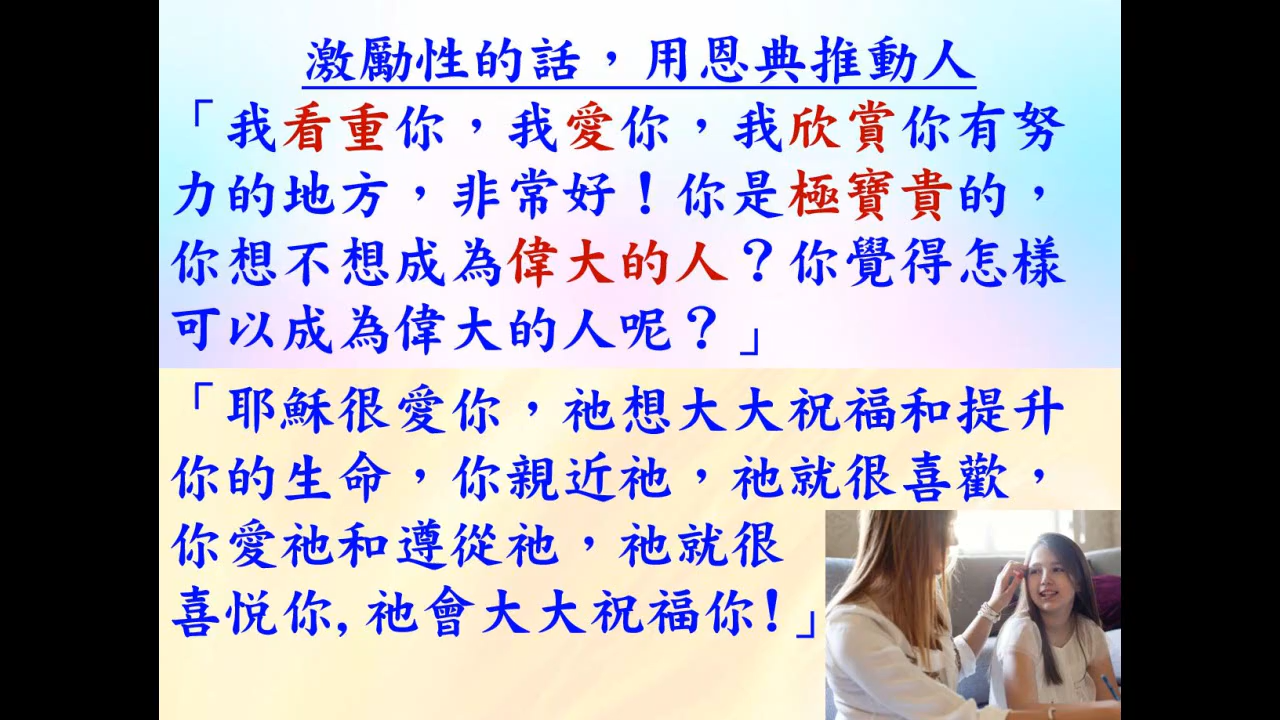 激勵性的話，用恩典推動人
「我看重你，我愛你，我欣賞你有努
力的地方，非常好！你是極寶貴的，
你想不想成為偉大的人？你覺得怎樣
可以成為偉大的人呢？」
「耶穌很愛你，祂想大大祝福和提升
你的生命，你親近祂，祂就很喜歡，
你愛祂和遵從祂，祂就很
喜悦你,祂會大大祝福你!」